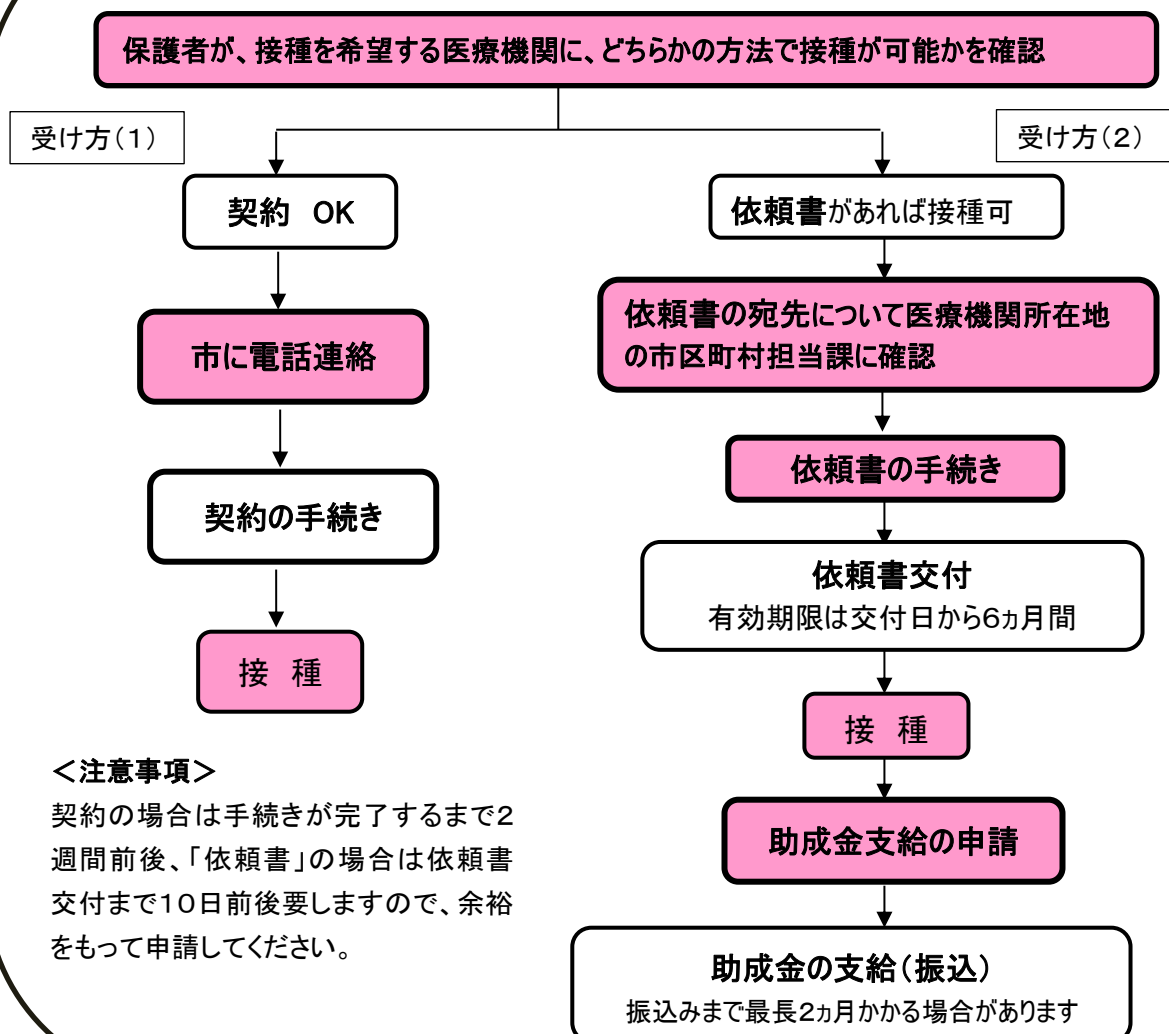 保護者が、接種を希望する医療機関に、どちらかの方法で接種が可能かを確認
受け方(1)
契約 OK
市に電話連絡
契約の手続き
接 種
受け方(2)
依頼書があれば接種可
依頼書の宛先について医療機関所在地
の市区町村担当課に確認
依頼書の手続き
依頼書交付
有効期限は交付日から6ヵ月間
接 種
助成金支給の申請
助成金の支給(振込)
振込みまで最長2ヵ月かかる場合があります
<注意事項>
契約の場合は手続きが完了するまで2
週間前後、「依頼書」の場合は依頼書
交付まで10日前後要しますので、余裕
をもって申請してください。